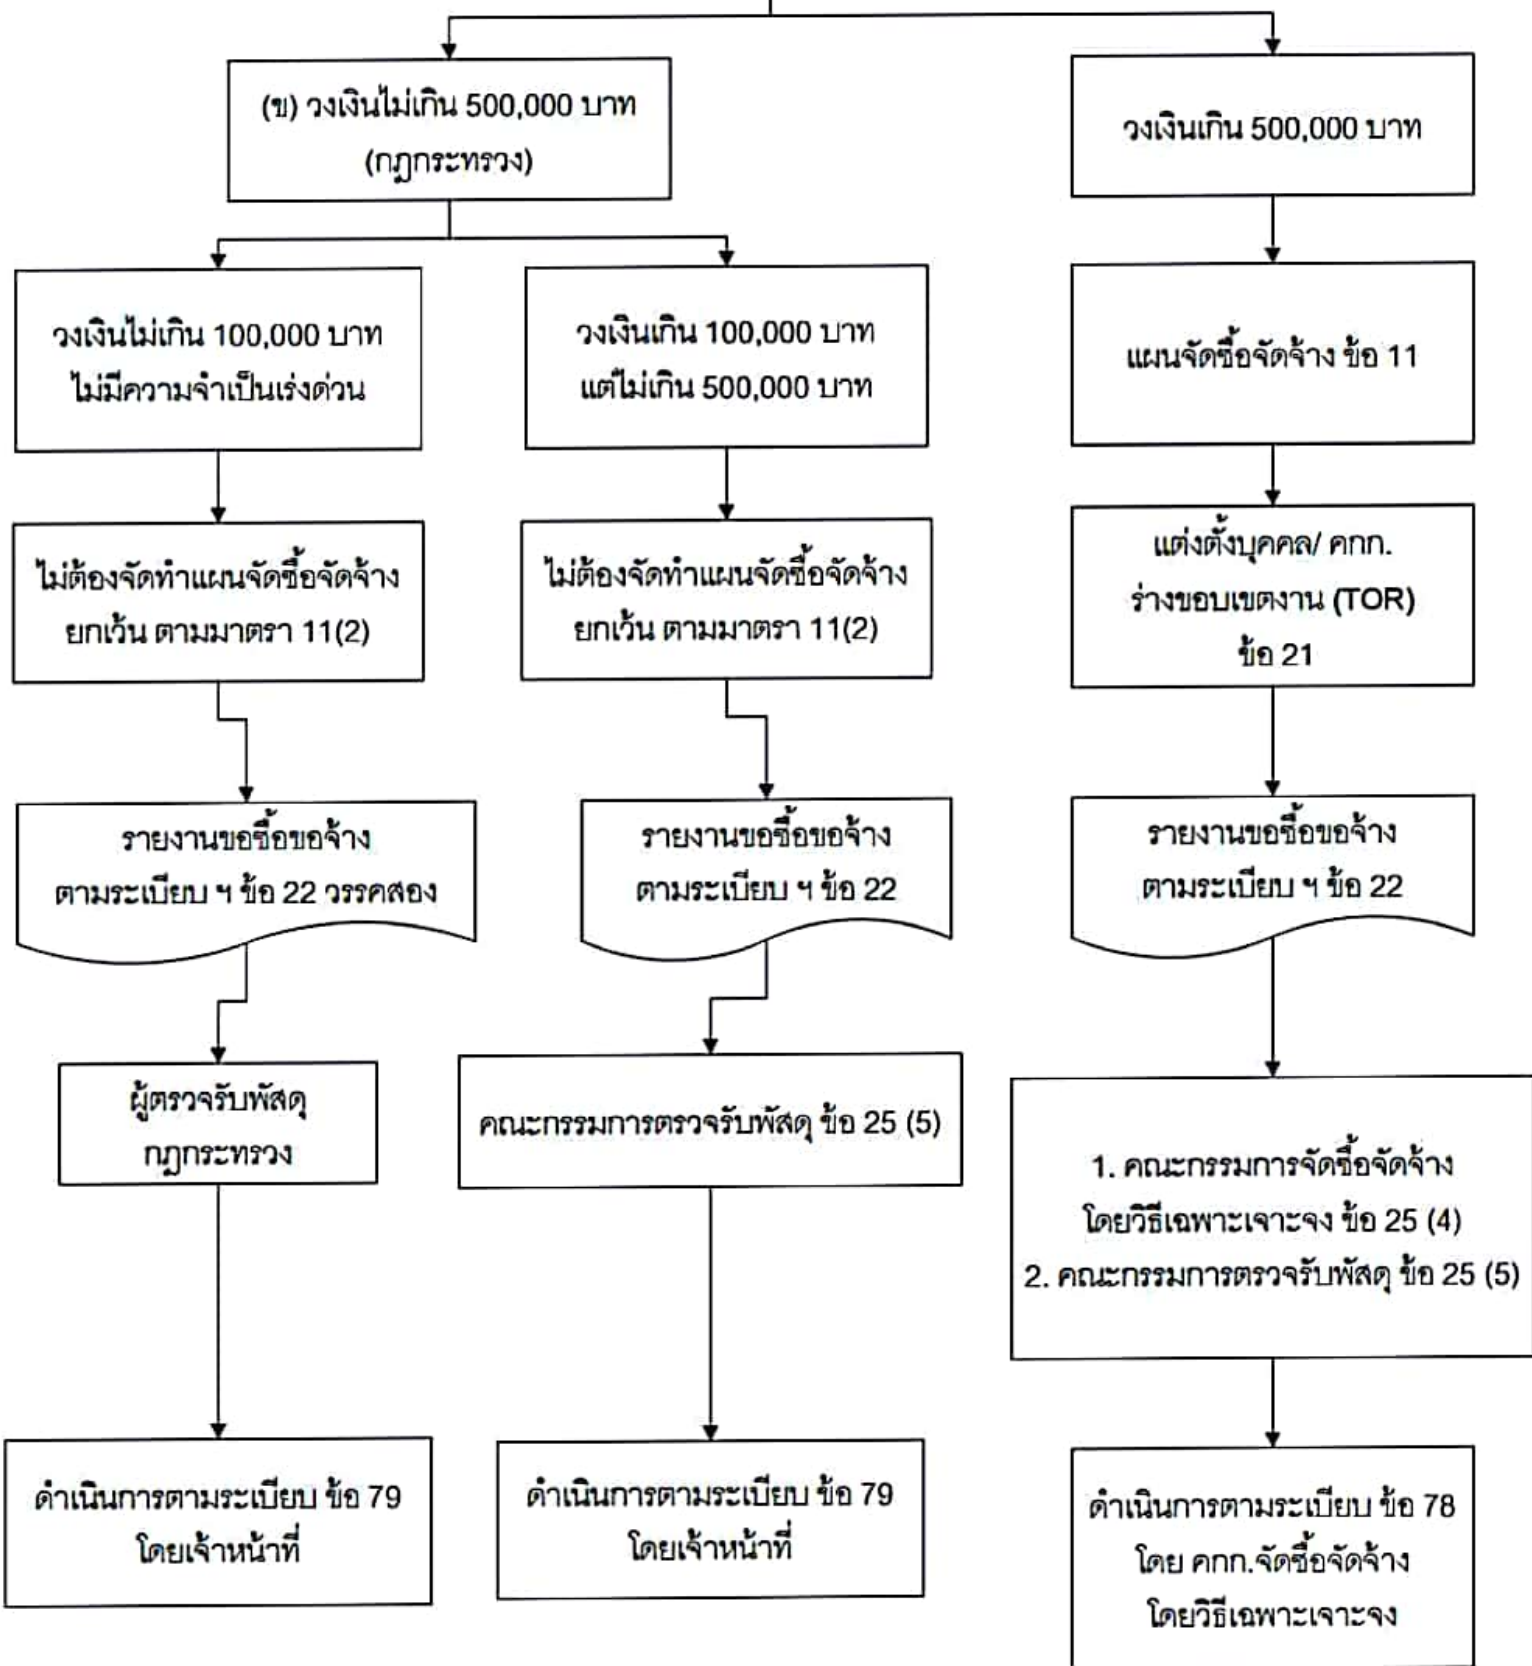 (ข) วงเงินไม่เกิน 500,000 บาท
(กฎกระทรวง)
วงเงินเกิน 500,000 บาท
วงเงินไม่เกิน 100,000 บาท
ไม่มีความจำเป็นเร่งด่วน
วงเงินเกิน 100,000 บาท
แต่ไม่เกิน 500,000 บาท
แผนจัดซื้อจัดจ้าง ข้อ 11
ไม่ต้องจัดทำแผนจัดซื้อจัดจ้าง
ยกเว้น ตามมาตรา 11(2)
ไม่ต้องจัดทำแผนจัดซื้อจัดจ้าง
ยกเว้น ตามมาตรา 11(2)
แต่งตั้งบุคคล/ คกก.
ร่างขอบเขตงาน (TOR)
ข้อ 21
รายงานขอซื้อขอจ้าง
ตามระเบียบ ฯ ข้อ 22 วรรคสอง
รายงานขอซื้อขอจ้าง
ตามระเบียบ ฯ ข้อ 22
รายงานขอซื้อขอจ้าง
ตามระเบียบ ฯ ข้อ 22
ผู้ตรวจรับพัสดุ
กฎกระทรวง
คณะกรรมการตรวจรับพัสดุ ข้อ 25 (5)
1. คณะกรรมการจัดซื้อจัดจ้าง
โดยวิธีเฉพาะเจาะจง ข้อ 25 (4)
2. คณะกรรมการตรวจรับพัสดุ ข้อ 25 (5)
ดำเนินการตามระเบียบ ข้อ 79
โดยเจ้าหน้าที่
ดำเนินการตามระเบียบ ข้อ 79
โดยเจ้าหน้าที่
ดำเนินการตามระเบียบ ข้อ 78
โดย คกก.จัดซื้อจัดจ้าง
โดยวิธีเฉพาะเจาะจง